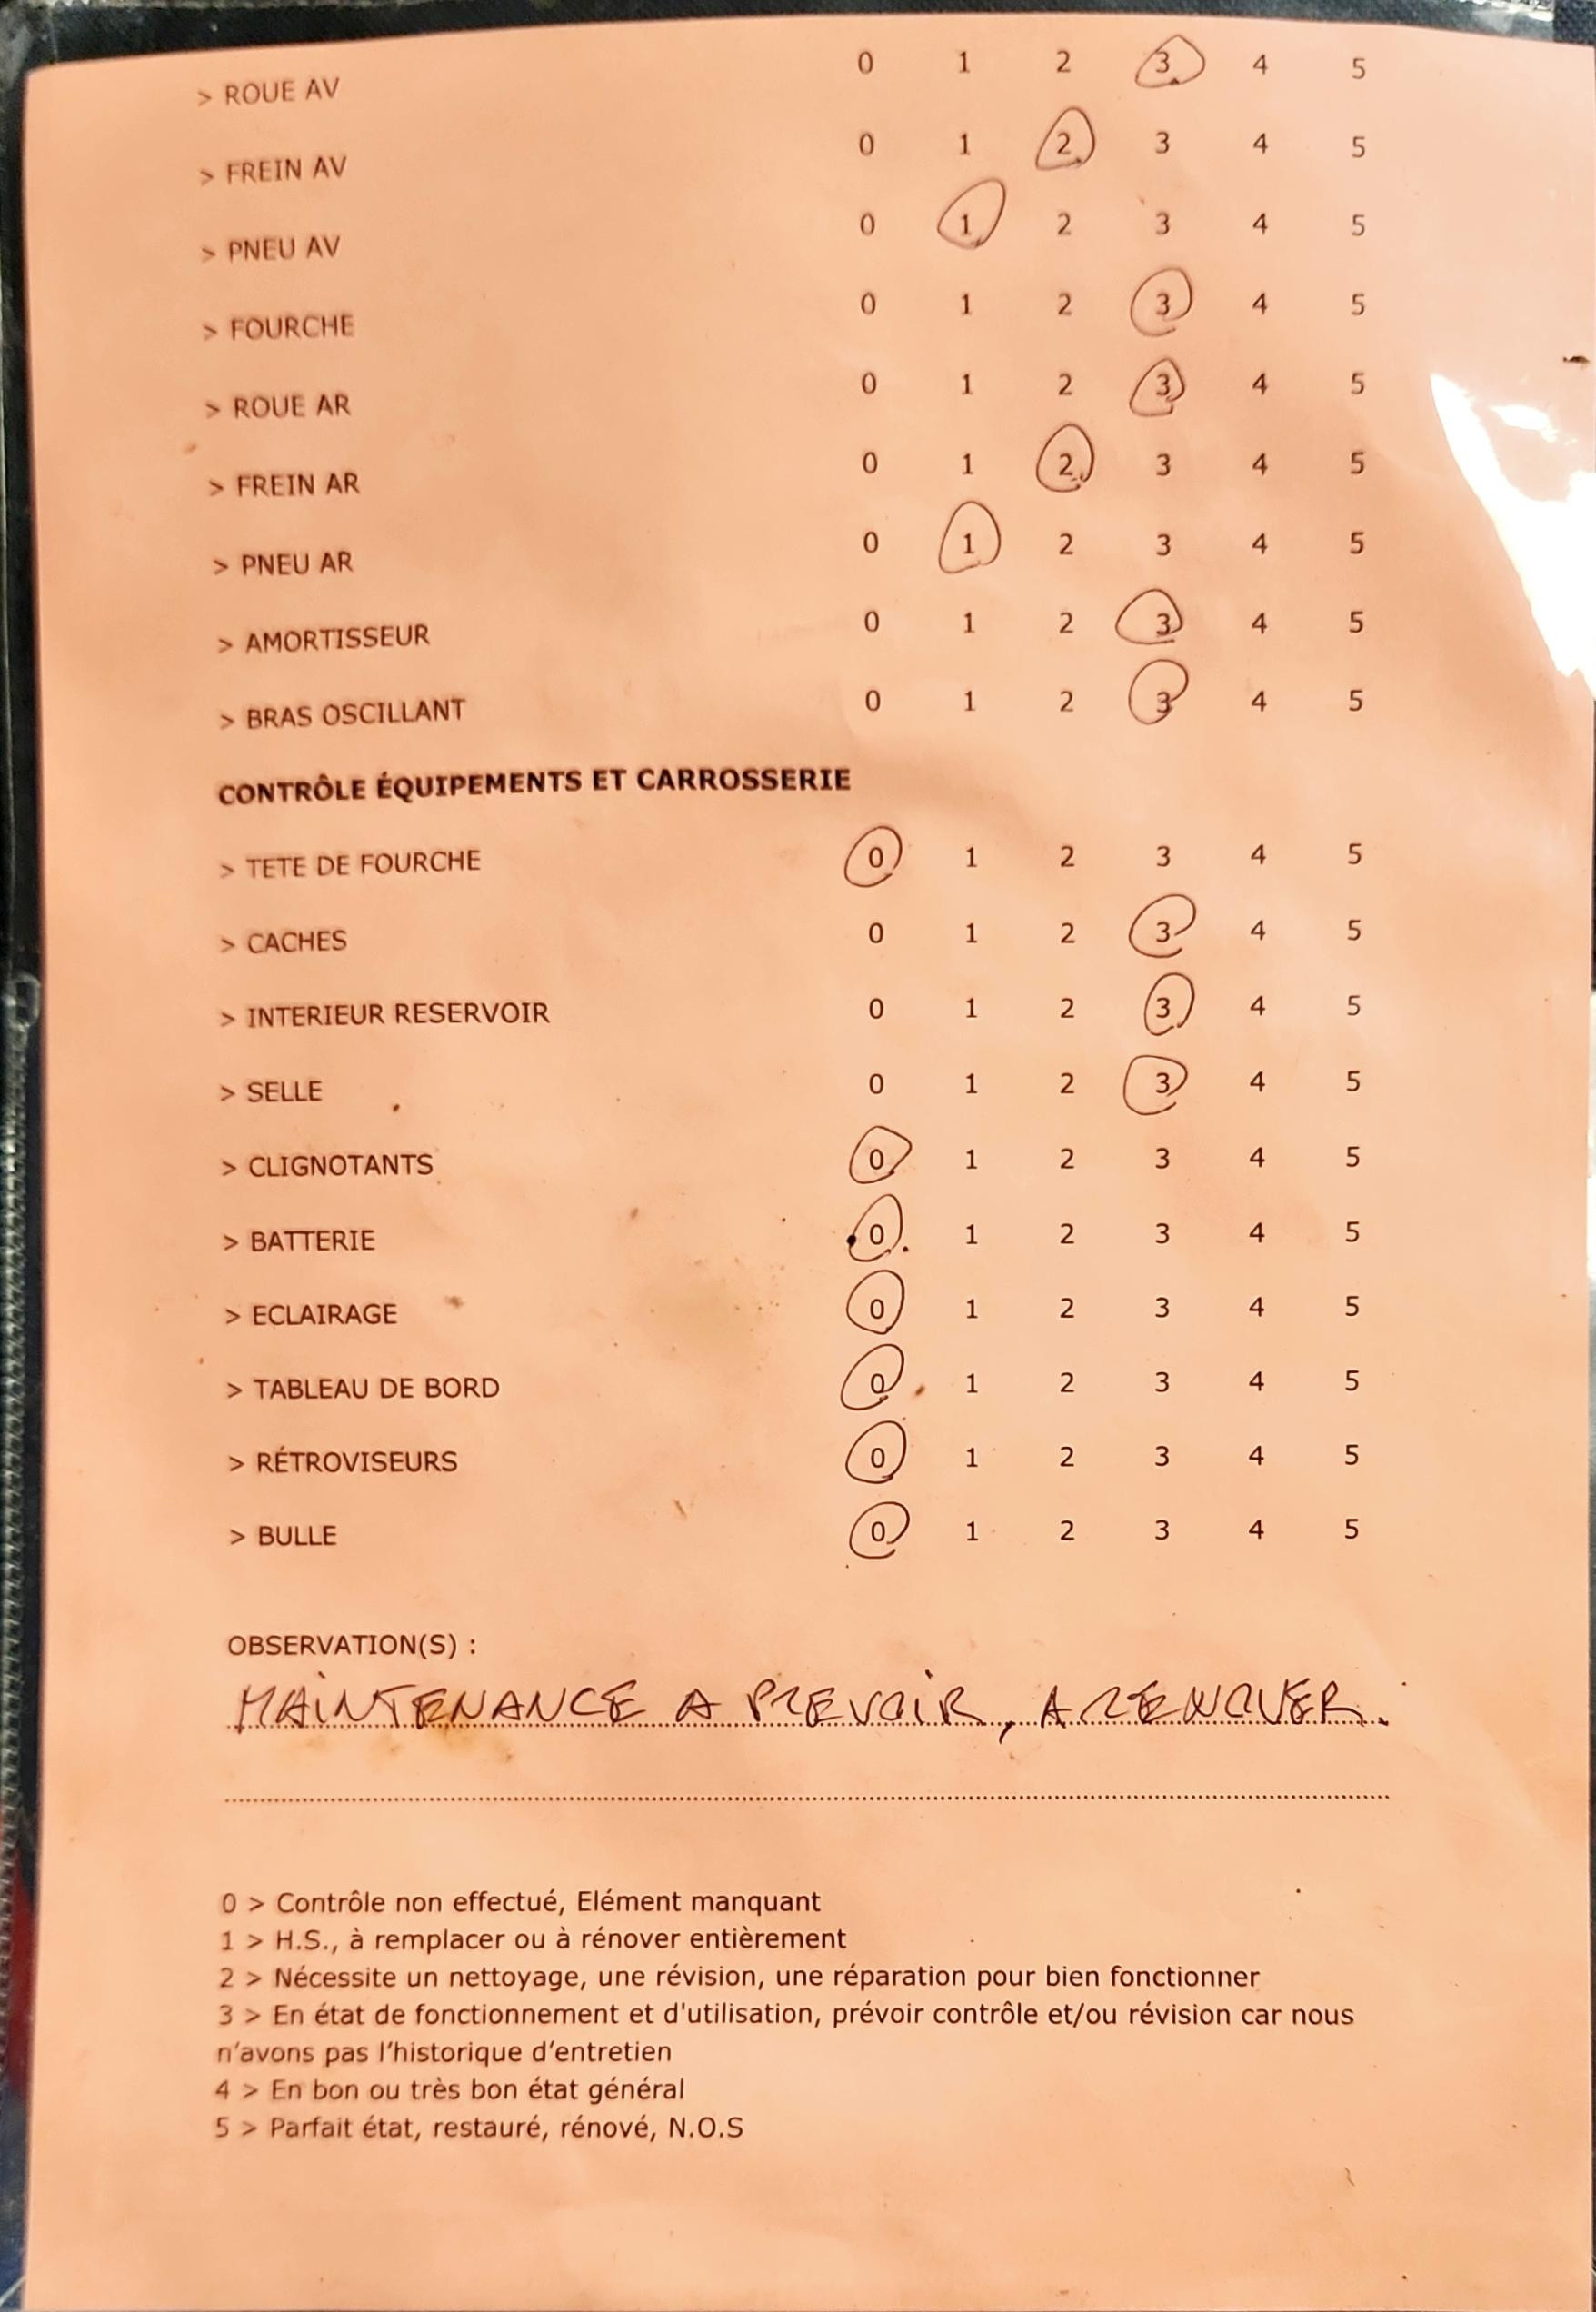 > ROUE AV 0 1 2 3 4 5
> FREIN AV 0 1 2 3 4 5
> PNEU AV 0 1 2 3 4 5
> FOURCHE 0 1 2 3 4 5
> ROUE AR 0 1 2 3 4 5
> FREIN AR 0 1 2 3 4 5
> PNEU AR 0 1 2 3 4 5
> AMORTISSEUR 0 1 2 3 4 5
> BRAS OSCILLANT 0 1 2 3 4 5
CONTRÔLE ÉQUIPEMENTS ET CARROSSERIE
> TETE DE FOURCHE 0 1 2 3 4 5
> CACHES 0 1 2 3 4 5
> INTERIEUR RESERVOIR 0 1 2 3 4 5
> SELLE 0 1 2 3 4 5
> CLIGNOTANTS 0 1 2 3 4 5
> BATTERIE 0 1 2 3 4 5
> ECLAIRAGE 0 1 2 3 4 5
> TABLEAU DE BORD 0 1 2 3 4 5
> RÉTROVISEURS 0 1 2 3 4 5
> BULLE 0 1 2 3 4 5
OBSERVATION(S) :
MAINTENANCE A PREVOIR, A RENOVER.
0 > Contrôle non effectué, Elément manquant
1 > H.S., à remplacer ou à rénover entièrement
2 > Nécessite un nettoyage, une révision, une réparation pour bien fonctionner
3 > En état de fonctionnement et d'utilisation, prévoir contrôle et/ou révision car nous
n’avons pas l’historique d’entretien
4 > En bon ou très bon état général
5 > Parfait état, restauré, rénové, N.O.S